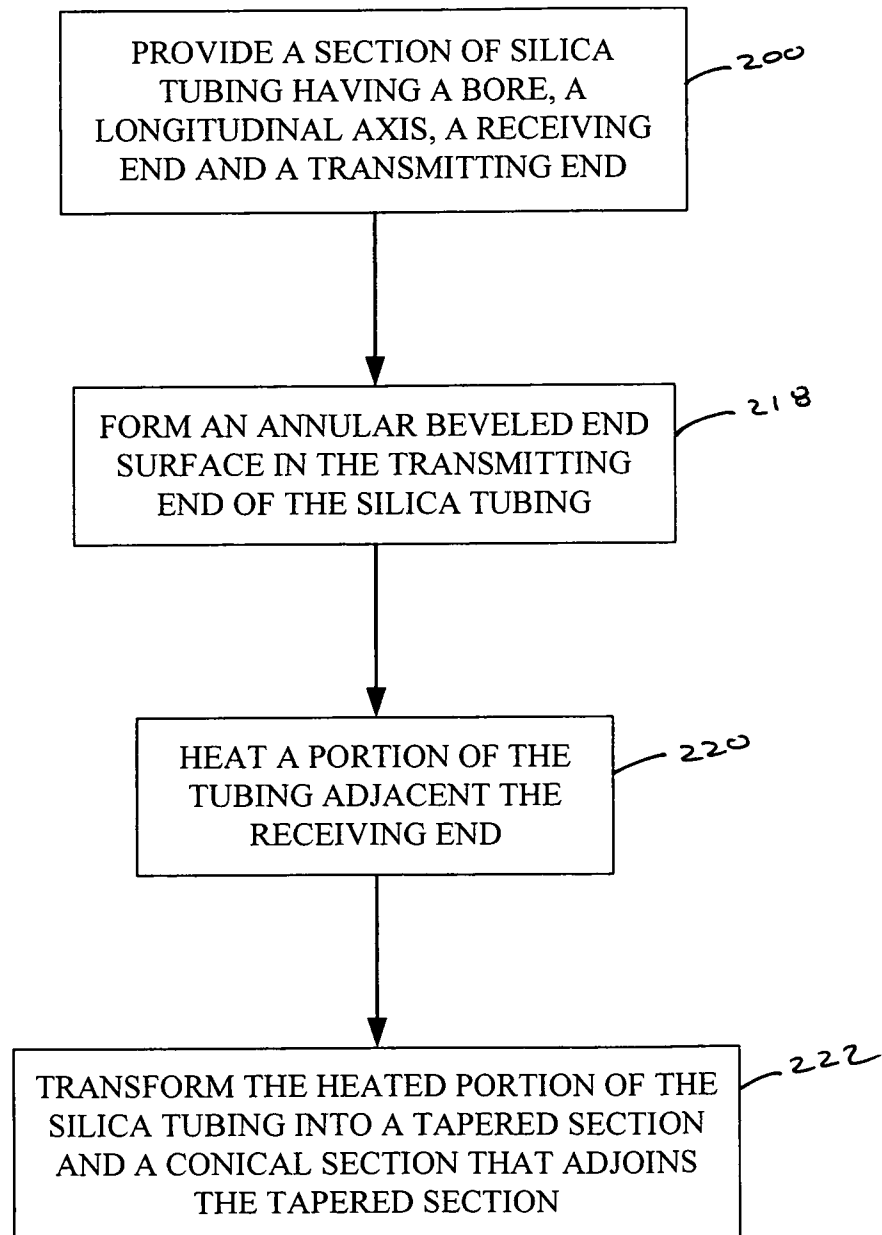 PROVIDE A SECTION OF SILICA
TUBING HAVING A BORE, A
LONGITUDINAL AXIS, A RECEIVING
END AND A TRANSMITTING END
200
FORM AN ANNULAR BEVELED END
SURFACE IN THE TRANSMITTING
END OF THE SILICA TUBING
218
HEAT A PORTION OF THE
TUBING ADJACENT THE
RECEIVING END
220
TRANSFORM THE HEATED PORTION OF THE
SILICA TUBING INTO A TAPERED SECTION
AND A CONICAL SECTION THAT ADJOINS
THE TAPERED SECTION
222